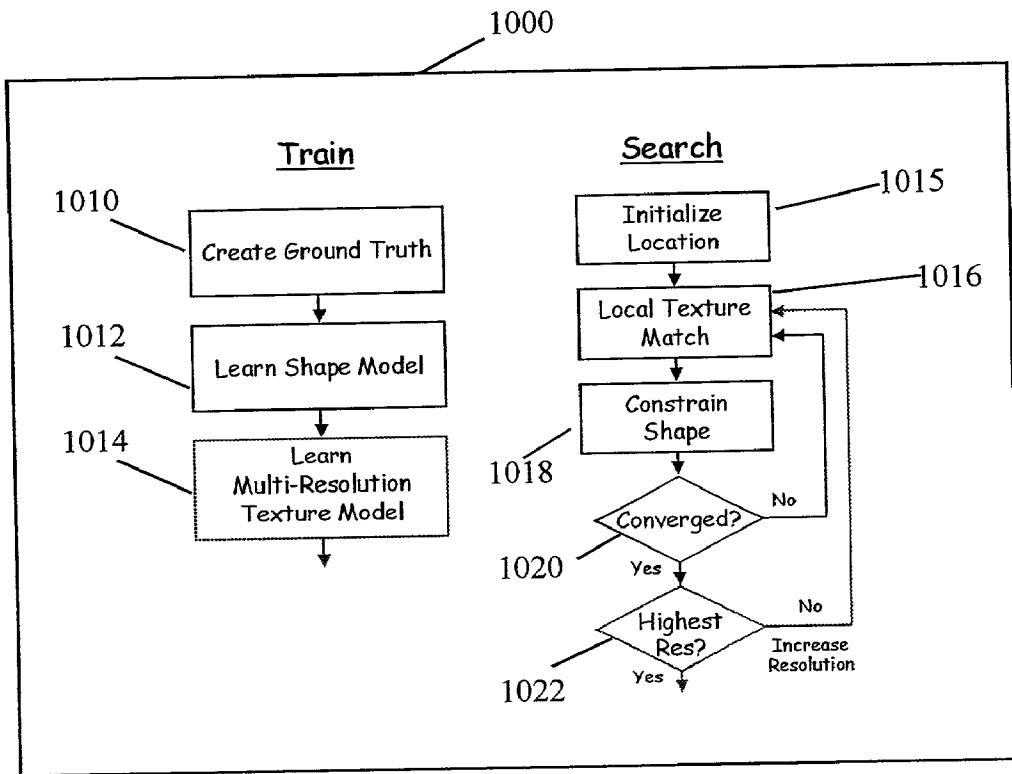 1000
Train
1010
Create Ground Truth
1012
Learn Shape Model
1014
Learn
Multi-Resolution
Texture Model
Search
1015
Initialize
Location
1016
Local Texture
Match
Constrain
Shape
1018
Converged?
No
1020
Yes
Highest
Res?
No
Increase
Resolution
1022
Yes